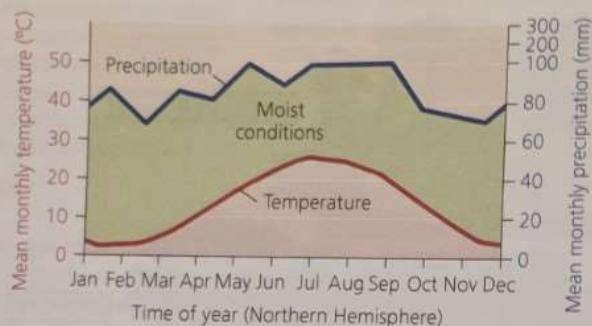 Mean monthly temperature (°C)
50
40
30
20
10
0
Precipitation
Moist
conditions
Temperature
300
200
100
80
60
40
20
0
Mean monthly precipitation (mm)
Jan Feb Mar Apr May Jun Jul Aug Sep Oct Nov Dec
Time of year (Northern Hemisphere)